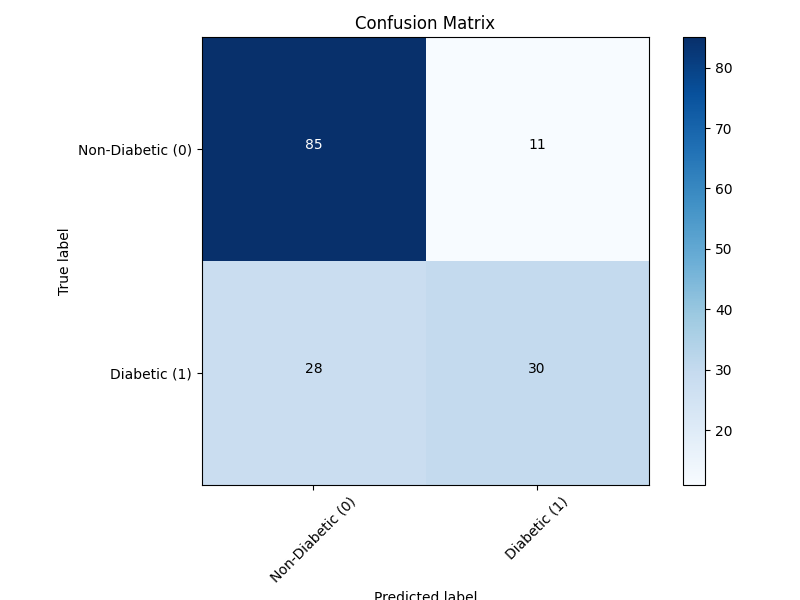 Confusion Matrix
Non-Diabetic (0)
85
11
True label
Diabetic (1)
28
30
Non-Diabetic (0)
Diabetic (1)
Predicted label
80
70
60
50
40
30
20